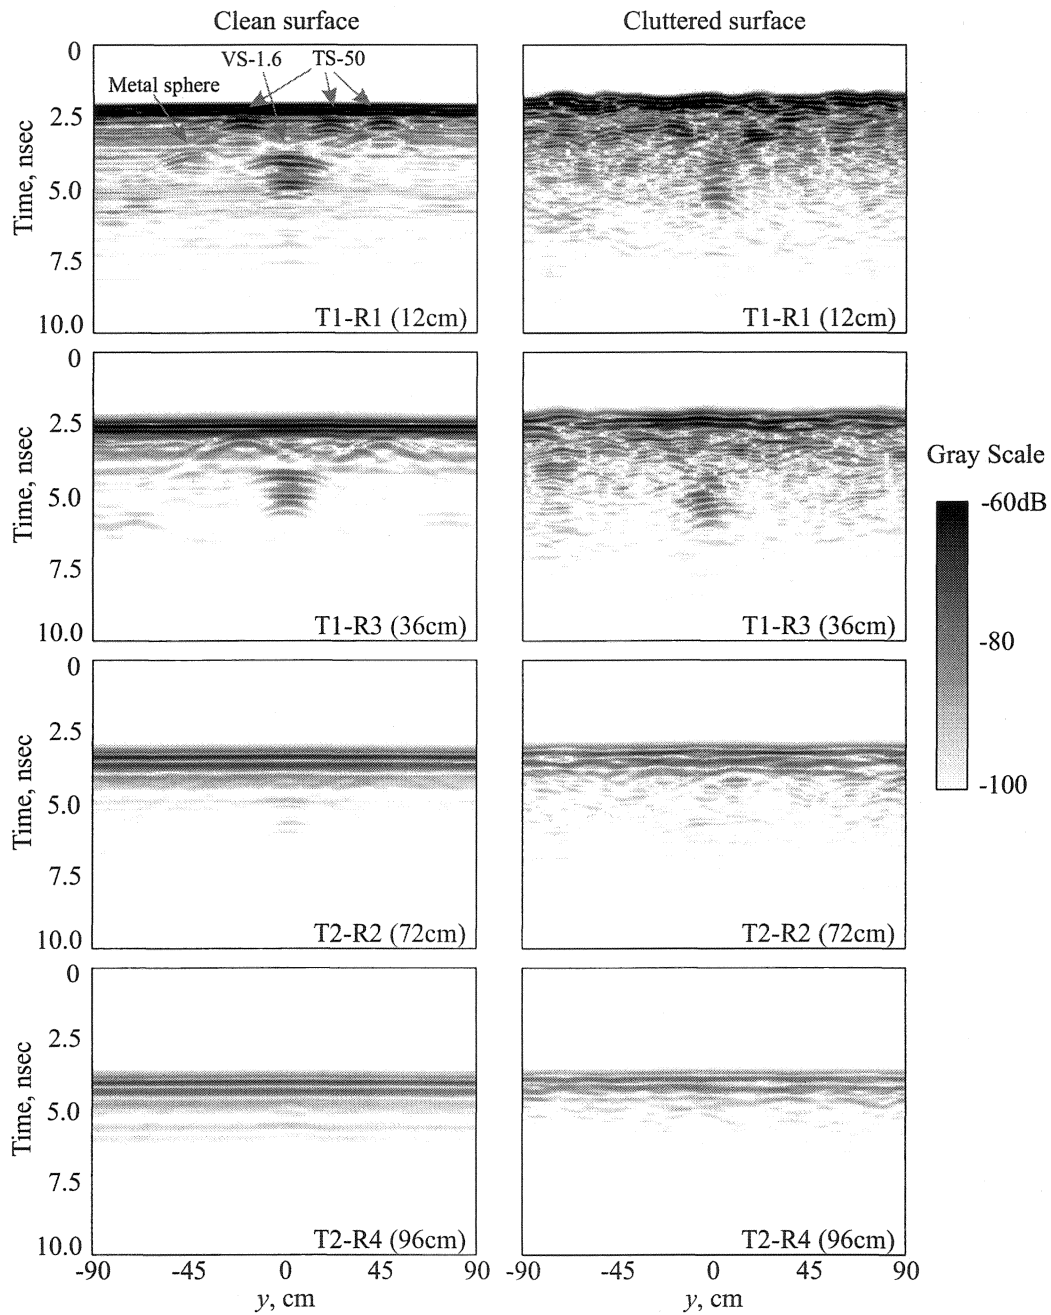 Clean surface
Cluttered surface
0
VS-1.6
TS-50
Metal sphere
2.5
5.0
7.5
10.0
Time, nsec
T1-R1 (12cm)
T1-R1 (12cm)
0
2.5
5.0
7.5
10.0
Time, nsec
T1-R3 (36cm)
T1-R3 (36cm)
Gray Scale
-60dB
-80
-100
0
2.5
5.0
7.5
10.0
Time, nsec
T2-R2 (72cm)
T2-R2 (72cm)
0
2.5
5.0
7.5
10.0
Time, nsec
T2-R4 (96cm)
T2-R4 (96cm)
-90 -45 0 45 90
-90 -45 0 45 90
y, cm
y, cm